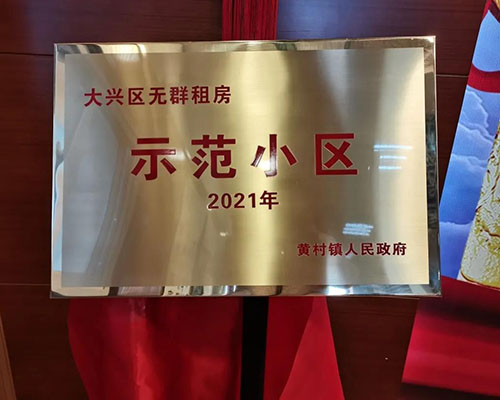 大兴区无群租房
示范小区
2021年
黄村镇人民政府